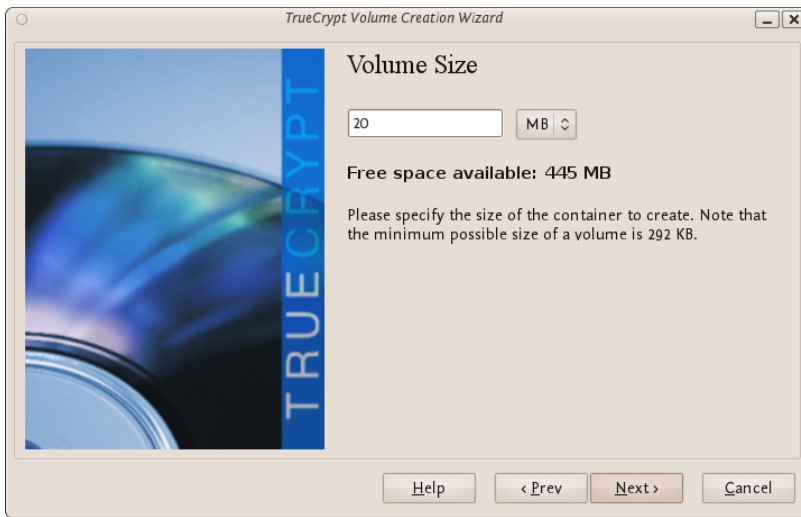 TrueCrypt Volume Creation Wizard
TRUECRYPT
Volume Size
20
MB
Free space available: 445 MB
Please specify the size of the container to create. Note that
the minimum possible size of a volume is 292 KB.
Help
< Prev
Next >
Cancel